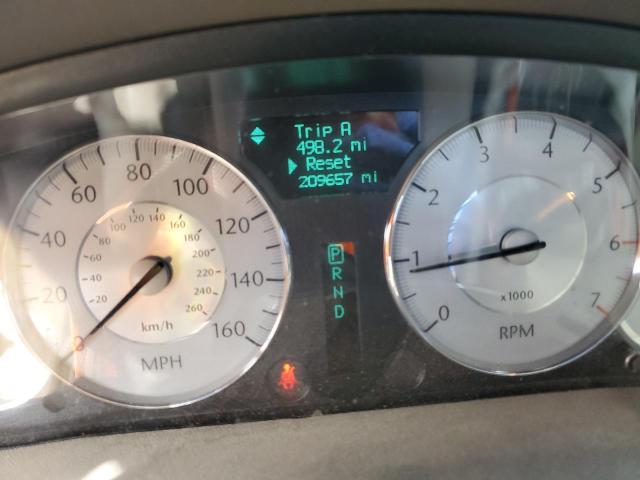 Trip A
498.2 mi
Reset
209657 mi
0 20 40 60 80 100 120 140 160
20 40 60 80 100 120 140 160 180 200 220 240 260
km/h
MPH
P
R
N
D
0 1 2 3 4 5 6 7
x1000
RPM